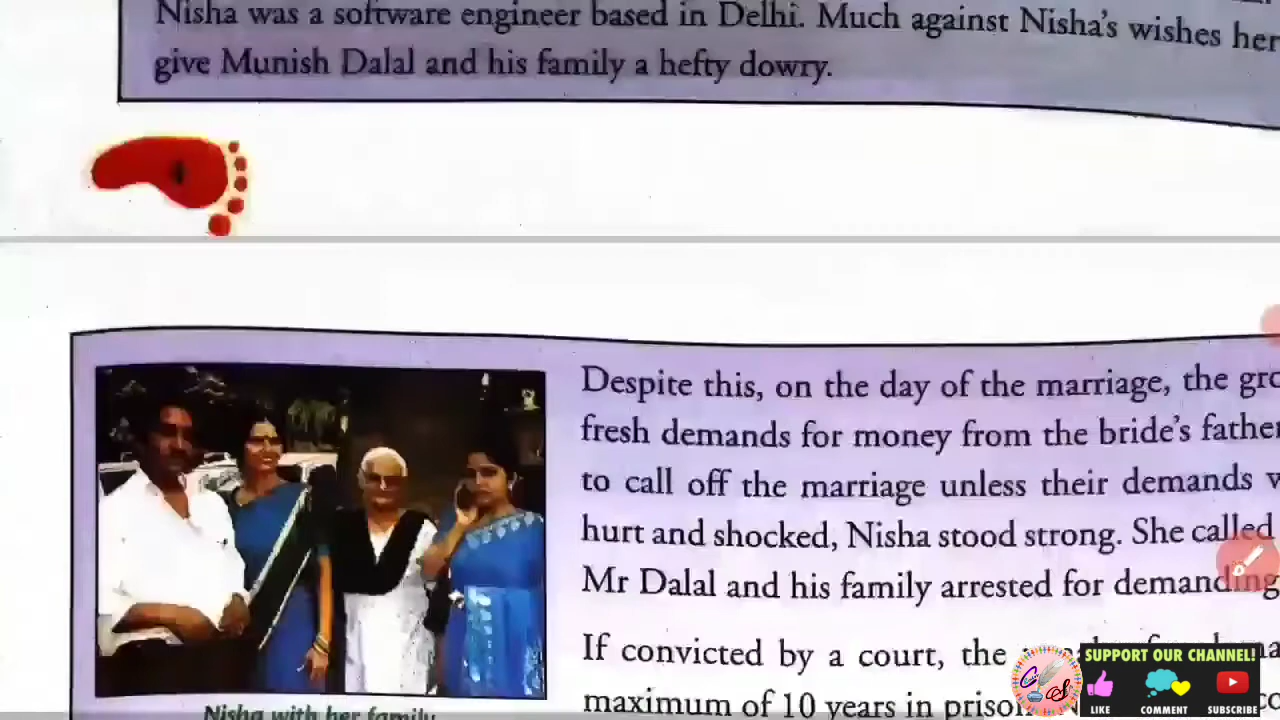 Nisha was a software engineer based in Delhi. Much against Nisha's wishes her
give Munish Dalal and his family a hefty dowry.
Despite this, on the day of the marriage, the
fresh demands for money from the bride's father
to call off the marriage unless their demands
hurt and shocked, Nisha stood strong. She called
Mr Dalal and his family arrested for demanding
If convicted by a court, the
maximum of 10 years in prison
Nisha with her family
SUPPORT OUR CHANNEL!
LIKE COMMENT SUBSCRIBE